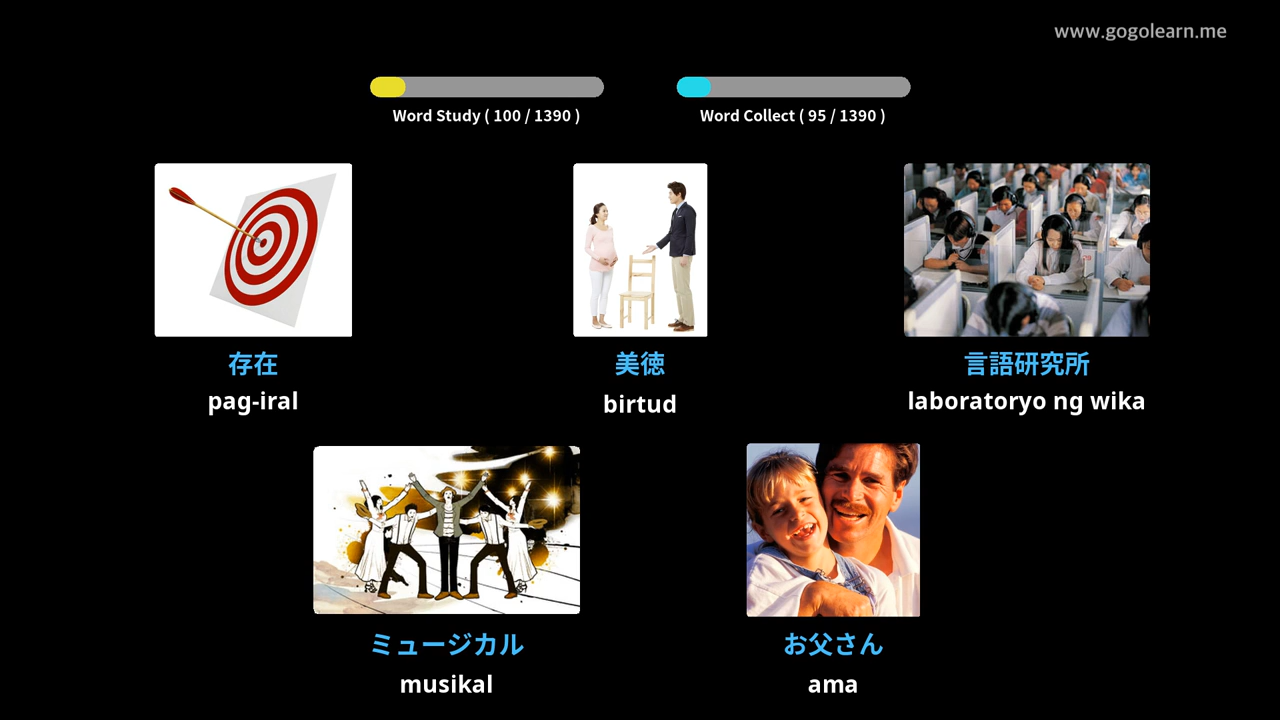 www.gogolearn.me
Word Study ( 100 / 1390 )
Word Collect ( 95 / 1390 )
存在
pag-iral
美徳
birtud
言語研究所
laboratoryo ng wika
ミュージカル
musikal
お父さん
ama